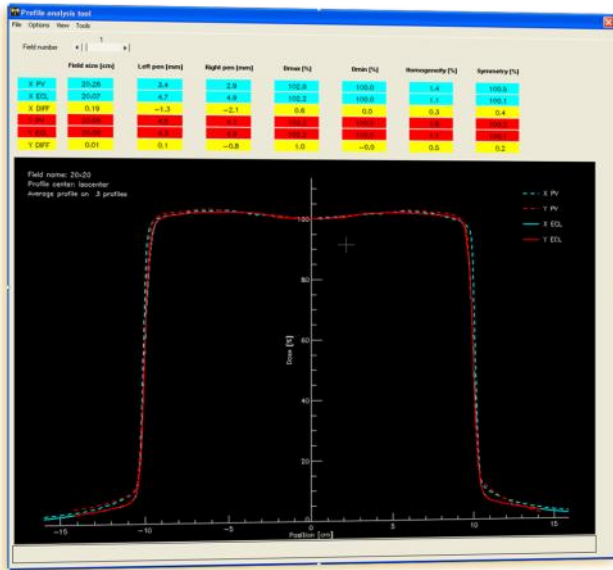 Profile analysis tool
File Options View Tools
Field number 1
Field size [cm] Left pen [mm] Right pen [mm] Dmax [%] Dmin [%] Homogeneity [%] Symmetry [%]
X PV 20.26 3.4 2.8 102.8 100.0 1.4 100.5
X ECL 20.07 4.7 4.9 102.2 100.0 1.1 100.1
X DIFF 0.19 -1.3 -2.1 0.6 0.0 0.3 0.4
Y PV
Y ECL
Y DIFF 0.01 0.1 -0.8 1.0 -0.0 0.5 0.2
Field name: 20x20
Profile center: Isocenter
Average profile on 3 profiles
X PV
Y PV
X ECL
Y ECL
100
80
60
40
20
Dose [%]
-15 -10 -5 0 5 10 15
Position [cm]